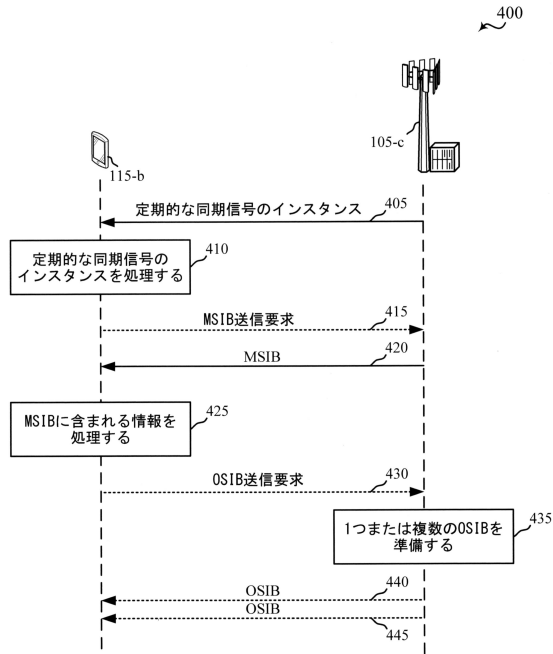 400
105-c
115-b
定期的な同期信号のインスタンス
405
定期的な同期信号の
インスタンスを処理する
410
MSIB送信要求
415
MSIB
420
MSIBに含まれる情報を
処理する
425
OSIB送信要求
430
1つまたは複数のOSIBを
準備する
435
OSIB
440
OSIB
445